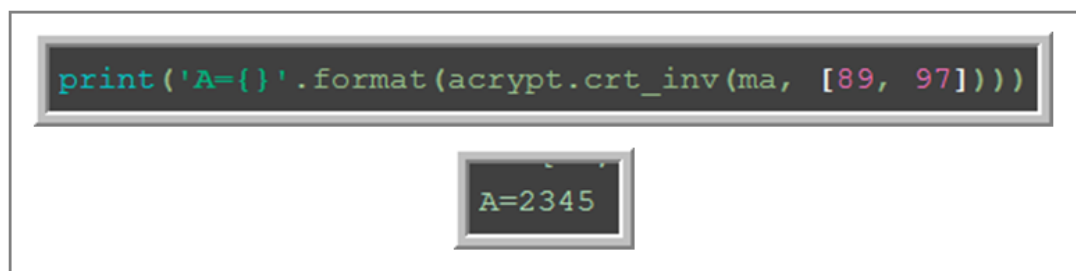 print('A={}'.format(acrypt.crt_inv(ma, [89, 97])))
A=2345